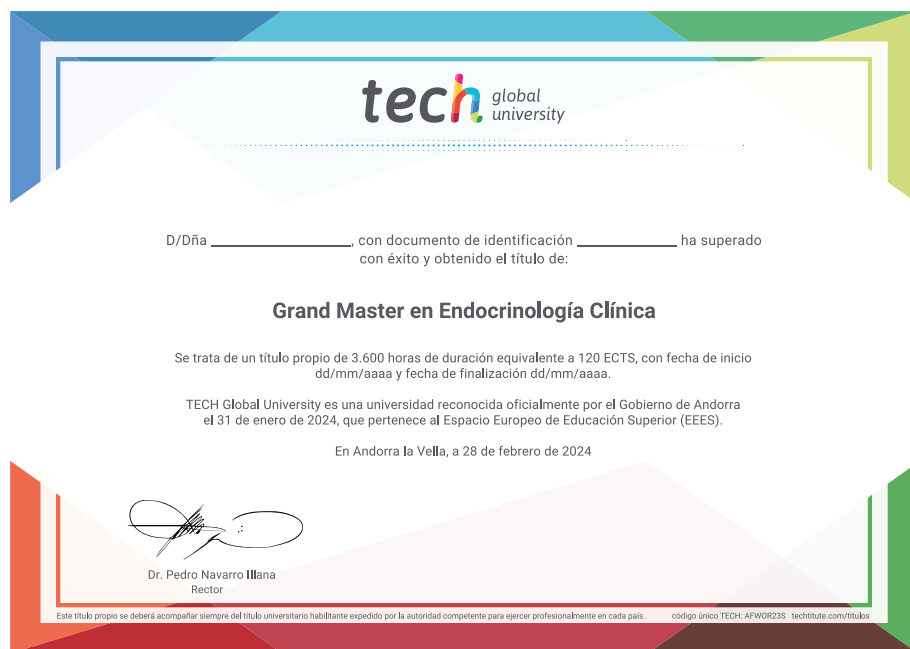 tech global university
D/Dña ____________________, con documento de identificación ______________ ha superado
con éxito y obtenido el título de:
Grand Master en Endocrinología Clínica
Se trata de un título propio de 3.600 horas de duración equivalente a 120 ECTS, con fecha de inicio
dd/mm/aaaa y fecha de finalización dd/mm/aaaa.
TECH Global University es una universidad reconocida oficialmente por el Gobierno de Andorra
el 31 de enero de 2024, que pertenece al Espacio Europeo de Educación Superior (EEES).
En Andorra la Vella, a 28 de febrero de 2024
Dr. Pedro Navarro Illana
Rector
Este título propio se deberá acompañar siempre del título universitario habilitante expedido por la autoridad competente para ejercer profesionalmente en cada país. código único TECH: AFWOR23S techtitute.com/titulos